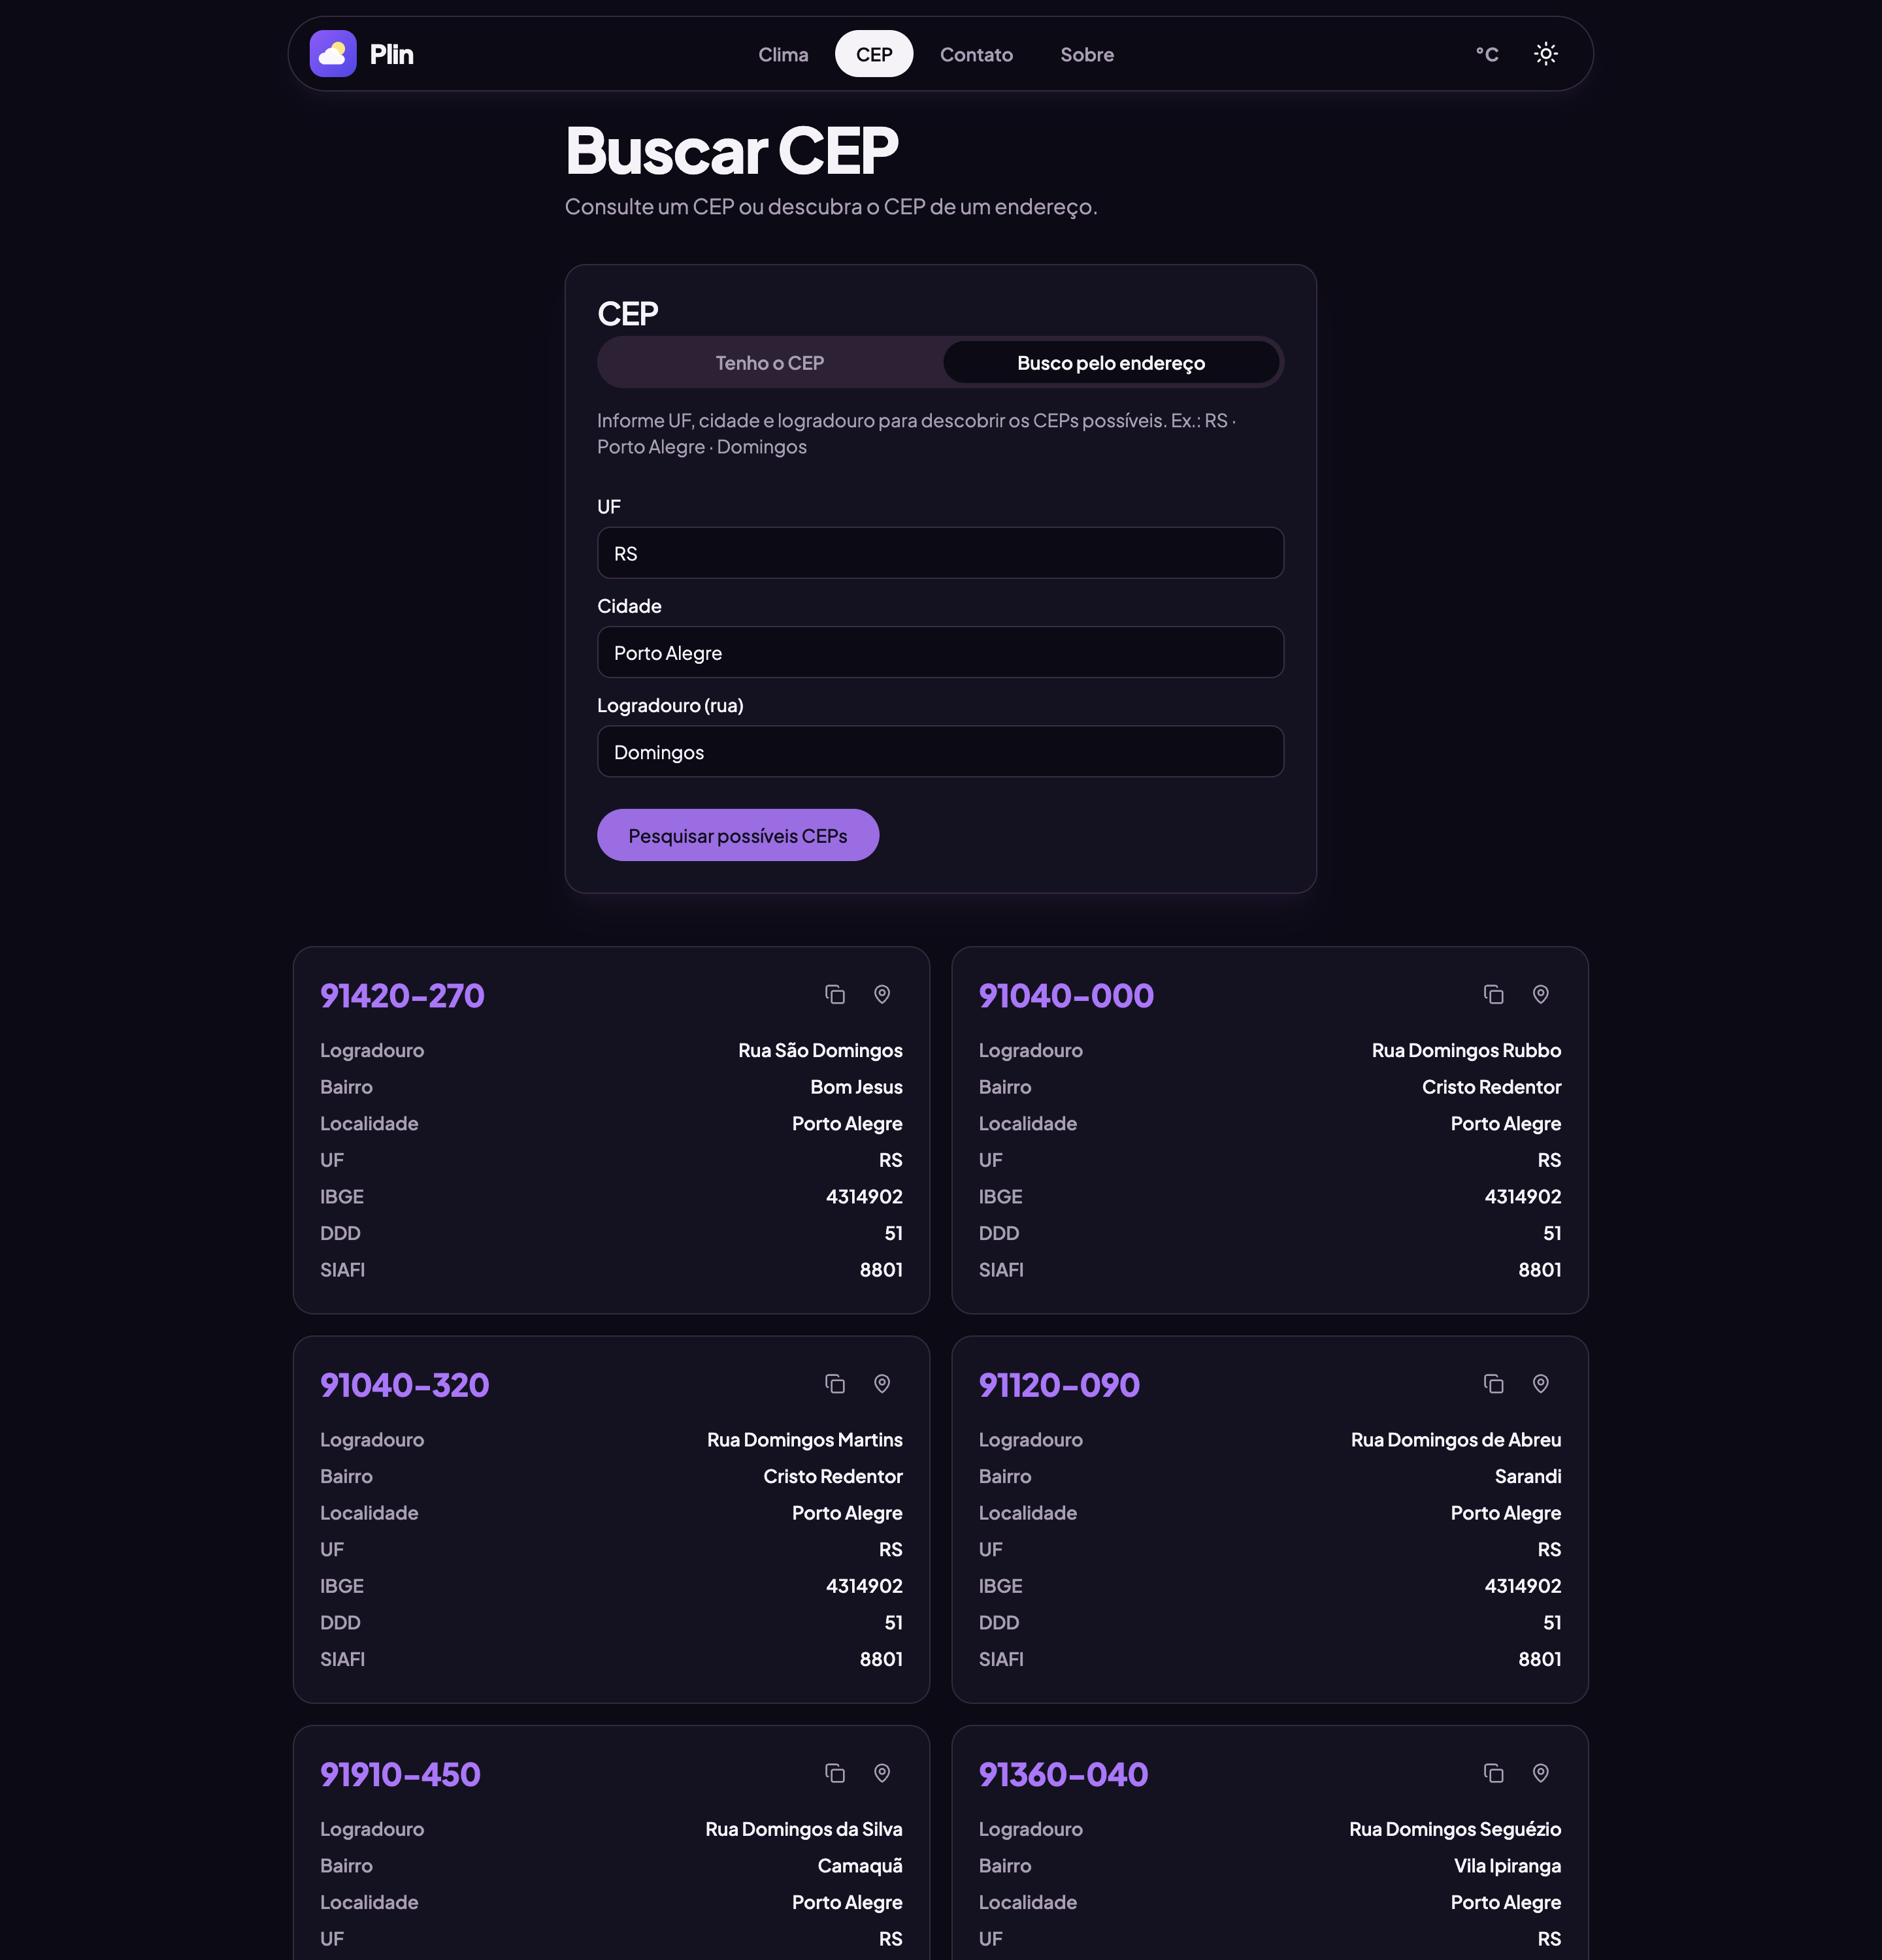 Plin
Clima CEP Contato Sobre
°C
Buscar CEP
Consulte um CEP ou descubra o CEP de um endereço.
CEP
Tenho o CEP Busco pelo endereço
Informe UF, cidade e logradouro para descobrir os CEPs possíveis. Ex.: RS ·
Porto Alegre · Domingos
UF
RS
Cidade
Porto Alegre
Logradouro (rua)
Domingos
Pesquisar possíveis CEPs
91420-270
Logradouro Rua São Domingos
Bairro Bom Jesus
Localidade Porto Alegre
UF RS
IBGE 4314902
DDD 51
SIAFI 8801
91040-000
Logradouro Rua Domingos Rubbo
Bairro Cristo Redentor
Localidade Porto Alegre
UF RS
IBGE 4314902
DDD 51
SIAFI 8801
91040-320
Logradouro Rua Domingos Martins
Bairro Cristo Redentor
Localidade Porto Alegre
UF RS
IBGE 4314902
DDD 51
SIAFI 8801
91120-090
Logradouro Rua Domingos de Abreu
Bairro Sarandi
Localidade Porto Alegre
UF RS
IBGE 4314902
DDD 51
SIAFI 8801
91910-450
Logradouro Rua Domingos da Silva
Bairro Camaquã
Localidade Porto Alegre
UF RS
91360-040
Logradouro Rua Domingos Seguézio
Bairro Vila Ipiranga
Localidade Porto Alegre
UF RS